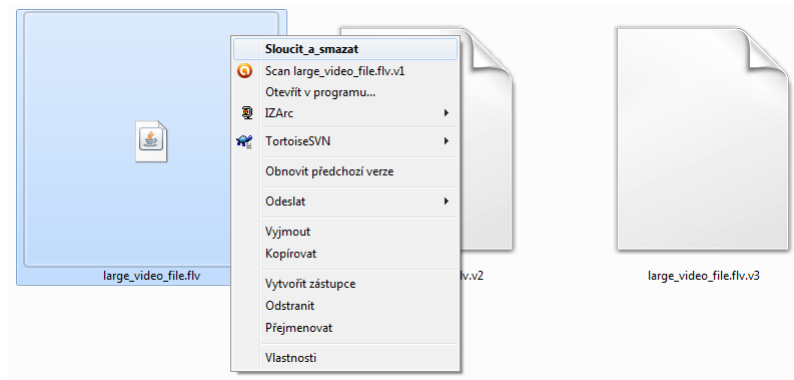 Sloucit_a_smazat
Scan large_video_file.flv.v1
Otevřít v programu...
IZArc
TortoiseSVN
Obnovit předchozí verze
Odeslat
Vyjmout
Kopírovat
Vytvořit zástupce
Odstranit
Přejmenovat
Vlastnosti
large_video_file.flv
lv.v2
large_video_file.flv.v3